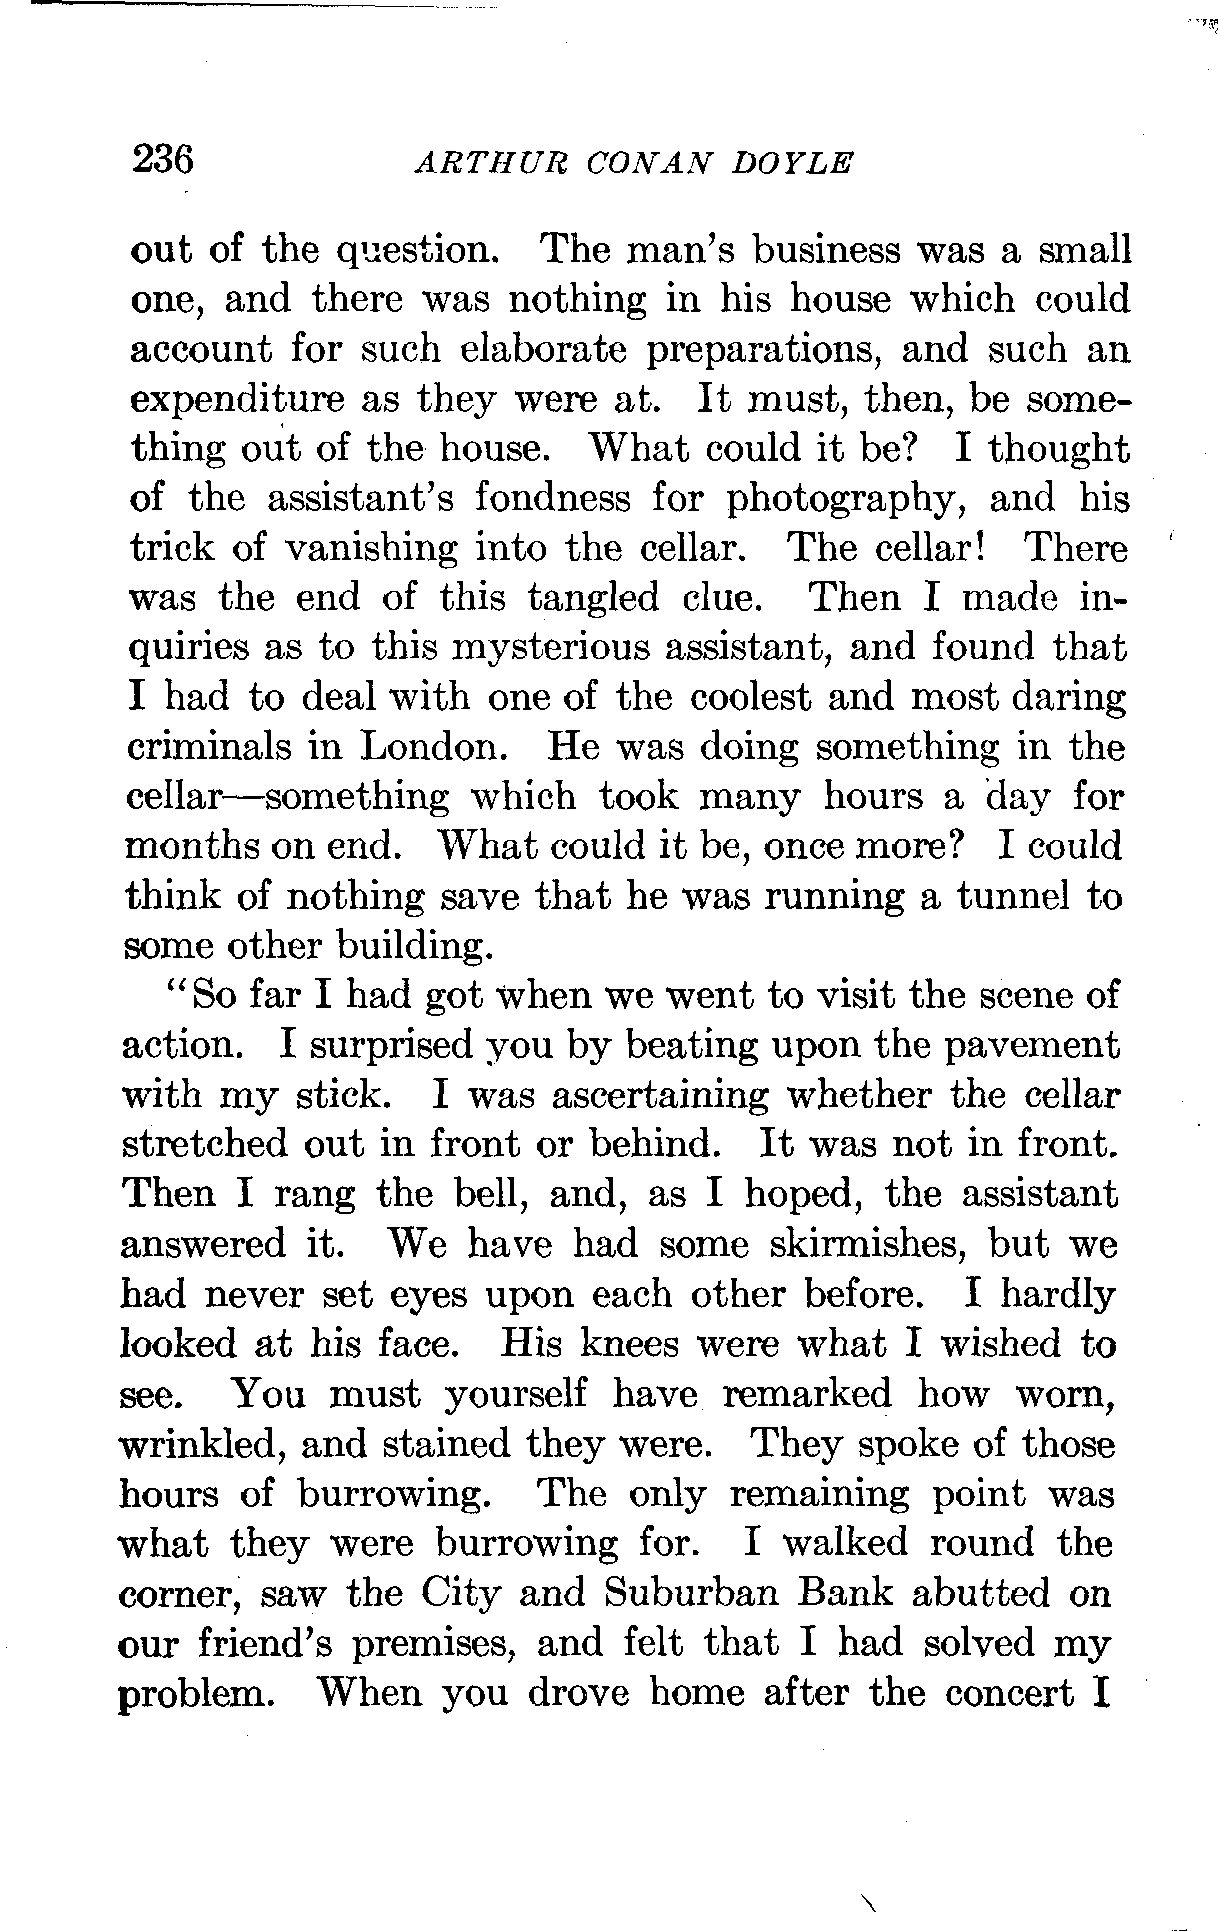 236 ARTHUR CONAN DOYLE
out of the question. The man's business was a small
one, and there was nothing in his house which could
account for such elaborate preparations, and such an
expenditure as they were at. It must, then, be some-
thing out of the house. What could it be? I thought
of the assistant's fondness for photography, and his
trick of vanishing into the cellar. The cellar! There
was the end of this tangled clue. Then I made in-
quiries as to this mysterious assistant, and found that
I had to deal with one of the coolest and most daring
criminals in London. He was doing something in the
cellar—something which took many hours a day for
months on end. What could it be, once more? I could
think of nothing save that he was running a tunnel to
some other building.
"So far I had got when we went to visit the scene of
action. I surprised you by beating upon the pavement
with my stick. I was ascertaining whether the cellar
stretched out in front or behind. It was not in front.
Then I rang the bell, and, as I hoped, the assistant
answered it. We have had some skirmishes, but we
had never set eyes upon each other before. I hardly
looked at his face. His knees were what I wished to
see. You must yourself have remarked how worn,
wrinkled, and stained they were. They spoke of those
hours of burrowing. The only remaining point was
what they were burrowing for. I walked round the
corner, saw the City and Suburban Bank abutted on
our friend's premises, and felt that I had solved my
problem. When you drove home after the concert I